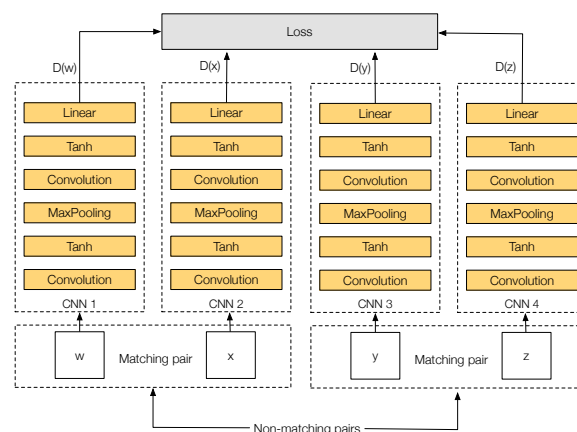 Loss
D(w) D(x) D(y) D(z)
Linear Linear Linear Linear
Tanh Tanh Tanh Tanh
Convolution Convolution Convolution Convolution
MaxPooling MaxPooling MaxPooling MaxPooling
Tanh Tanh Tanh Tanh
Convolution Convolution Convolution Convolution
CNN 1 CNN 2 CNN 3 CNN 4
w Matching pair x y Matching pair z
Non-matching pairs